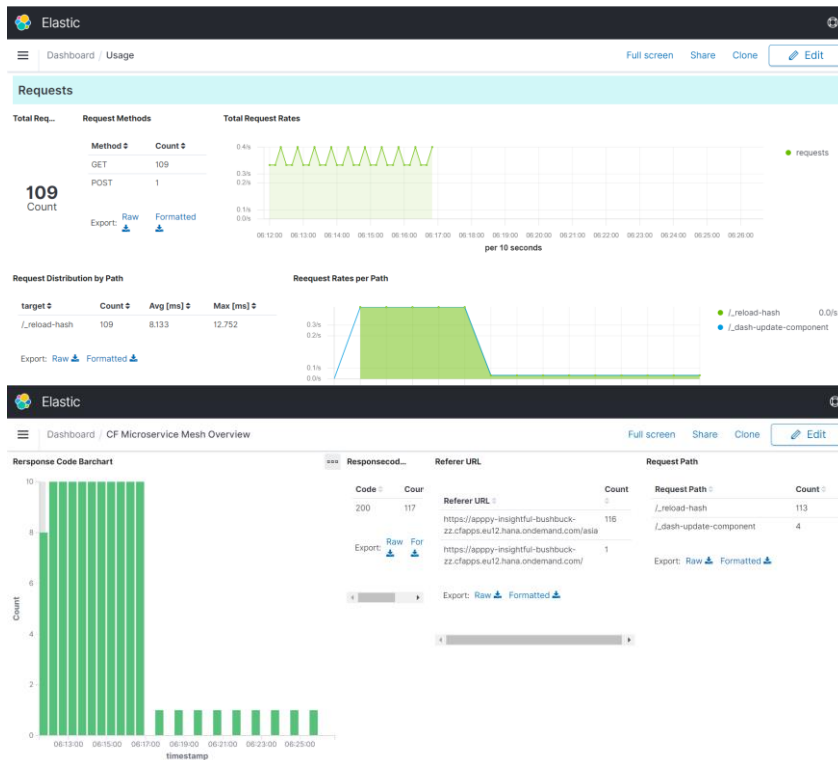 Elastic
Dashboard / Usage
Full screen Share Clone Edit
Requests
Total Req...
Request Methods
Total Request Rates
Method Count
GET 109
POST 1
Export: Raw Formatted
109
Count
0.4/s
0.3/s
0.2/s
0.1/s
0.0/s
06:12:00 06:13:00 06:14:00 06:15:00 06:16:00 06:17:00 06:18:00 06:19:00 06:20:00 06:21:00 06:22:00 06:23:00 06:24:00 06:25:00 06:26:00
per 10 seconds
requests
Request Distribution by Path
Reequest Rates per Path
target Count Avg [ms] Max [ms]
/_reload-hash 109 8.133 12.752
Export: Raw Formatted
0.3/s
0.2/s
0.1/s
0.0/s
/_reload-hash 0.0/s
/_dash-update-component
Elastic
Dashboard / CF Microservice Mesh Overview
Full screen Share Clone Edit
Rersponse Code Barchart
Responsecod...
Referer URL
Request Path
10
8
6
4
2
0
Count
06:13:00 06:15:00 06:17:00 06:19:00 06:21:00 06:23:00 06:25:00
timestamp
Code Cour
200 117
Export: Raw For
Referer URL Count
https://apppy-insightful-bushbuck- 116
zz.cfapps.eu12.hana.ondemand.com/asia
https://apppy-insightful-bushbuck- 1
zz.cfapps.eu12.hana.ondemand.com/
Export: Raw Formatted
Request Path Count
/_reload-hash 113
/_dash-update-component 4
Export: Raw Formatted